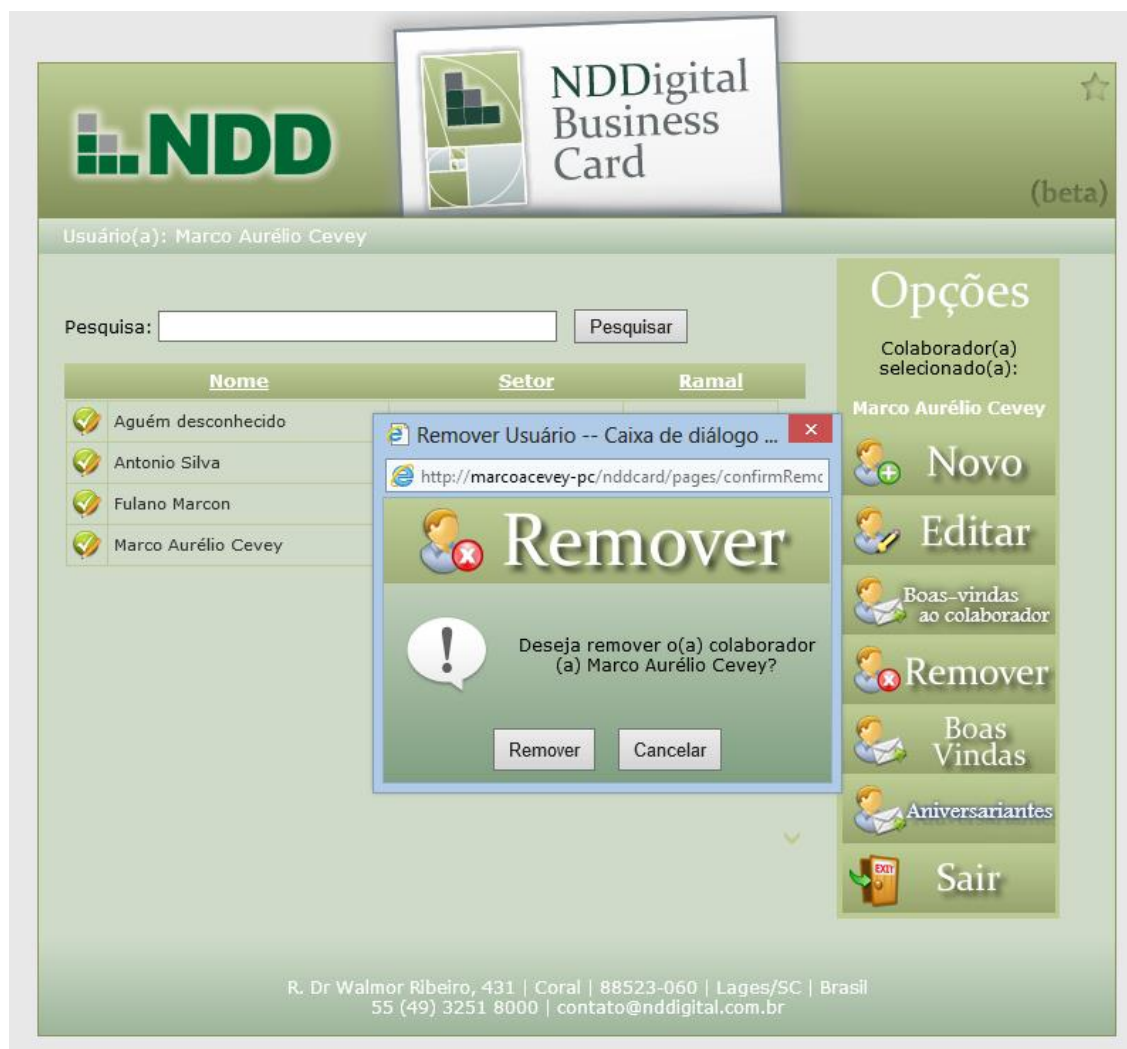 NDD
NDDigital
Business
Card
(beta)
Usuário(a): Marco Aurélio Cevey
Pesquisa:
Pesquisar
Nome Setor Ramal
Aguém desconhecido
Antonio Silva
Fulano Marcon
Marco Aurélio Cevey
Remover Usuário -- Caixa de diálogo ...
http://marcoacevey-pc/nddcard/pages/confirmRemo
Remover
Deseja remover o(a) colaborador
(a) Marco Aurélio Cevey?
Remover Cancelar
Opções
Colaborador(a)
selecionado(a):
Marco Aurélio Cevey
Novo
Editar
Boas-vindas
ao colaborador
Remover
Boas
Vindas
Aniversariantes
EXIT
Sair
R. Dr Walmor Ribeiro, 431 | Coral | 88523-060 | Lages/SC | Brasil
55 (49) 3251 8000 | contato@nddigital.com.br